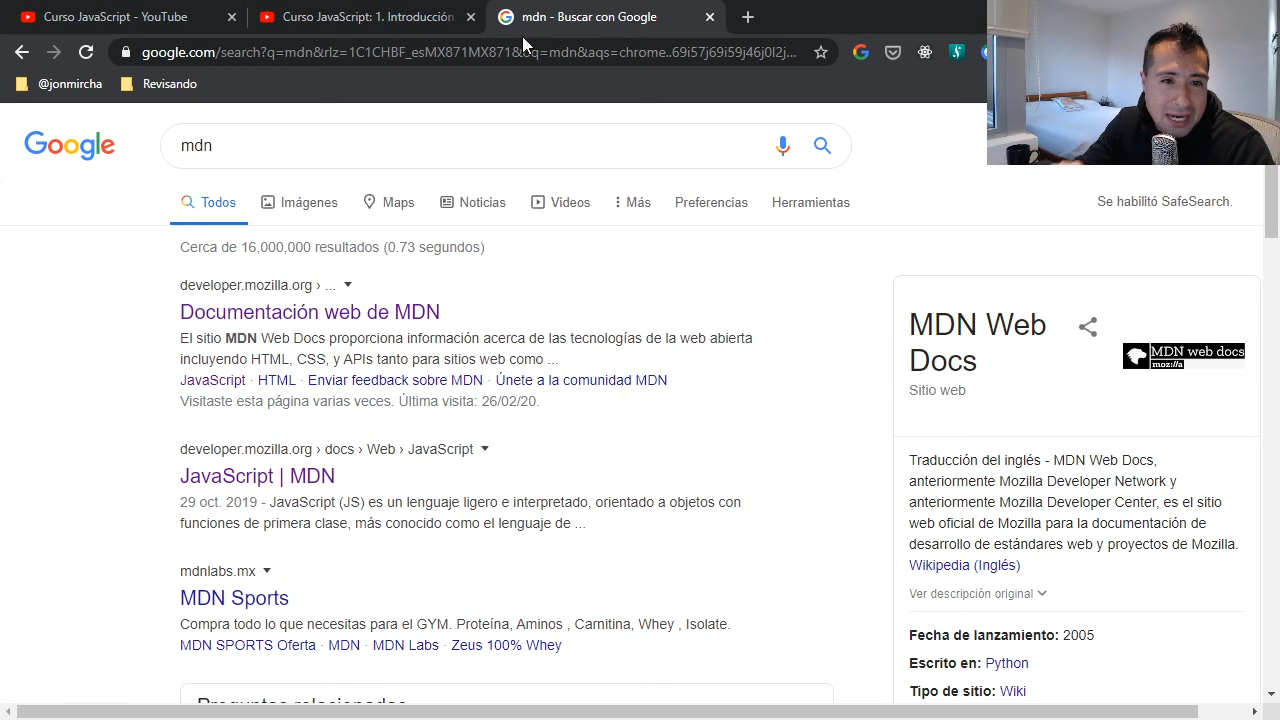 Curso JavaScript - YouTube
Curso JavaScript: 1. Introducción
mdn - Buscar con Google
google.com/search?q=mdn&rlz=1C1CHBF_esMX871MX871&oq=mdn&aqs=chrome..69i57j69i59j46j0l2j...
@jonmircha
Revisando
Google
mdn
Todos
Imágenes
Maps
Noticias
Videos
Más
Preferencias
Herramientas
Se habilitó SafeSearch.
Cerca de 16,000,000 resultados (0.73 segundos)
developer.mozilla.org › ...
Documentación web de MDN
El sitio MDN Web Docs proporciona información acerca de las tecnologías de la web abierta
incluyendo HTML, CSS, y APIs tanto para sitios web como ...
JavaScript · HTML · Enviar feedback sobre MDN · Únete a la comunidad MDN
Visitaste esta página varias veces. Última visita: 26/02/20.
developer.mozilla.org › docs › Web › JavaScript
JavaScript | MDN
29 oct. 2019 - JavaScript (JS) es un lenguaje ligero e interpretado, orientado a objetos con
funciones de primera clase, más conocido como el lenguaje de ...
mdnlabs.mx
MDN Sports
Compra todo lo que necesitas para el GYM. Proteína, Aminos , Carnitina, Whey , Isolate.
MDN SPORTS Oferta · MDN · MDN Labs · Zeus 100% Whey
Preguntas relacionadas
MDN Web
Docs
Sitio web
MDN web docs
moz://a
Traducción del inglés - MDN Web Docs,
anteriormente Mozilla Developer Network y
anteriormente Mozilla Developer Center, es el sitio
web oficial de Mozilla para la documentación de
desarrollo de estándares web y proyectos de Mozilla.
Wikipedia (Inglés)
Ver descripción original
Fecha de lanzamiento: 2005
Escrito en: Python
Tipo de sitio: Wiki